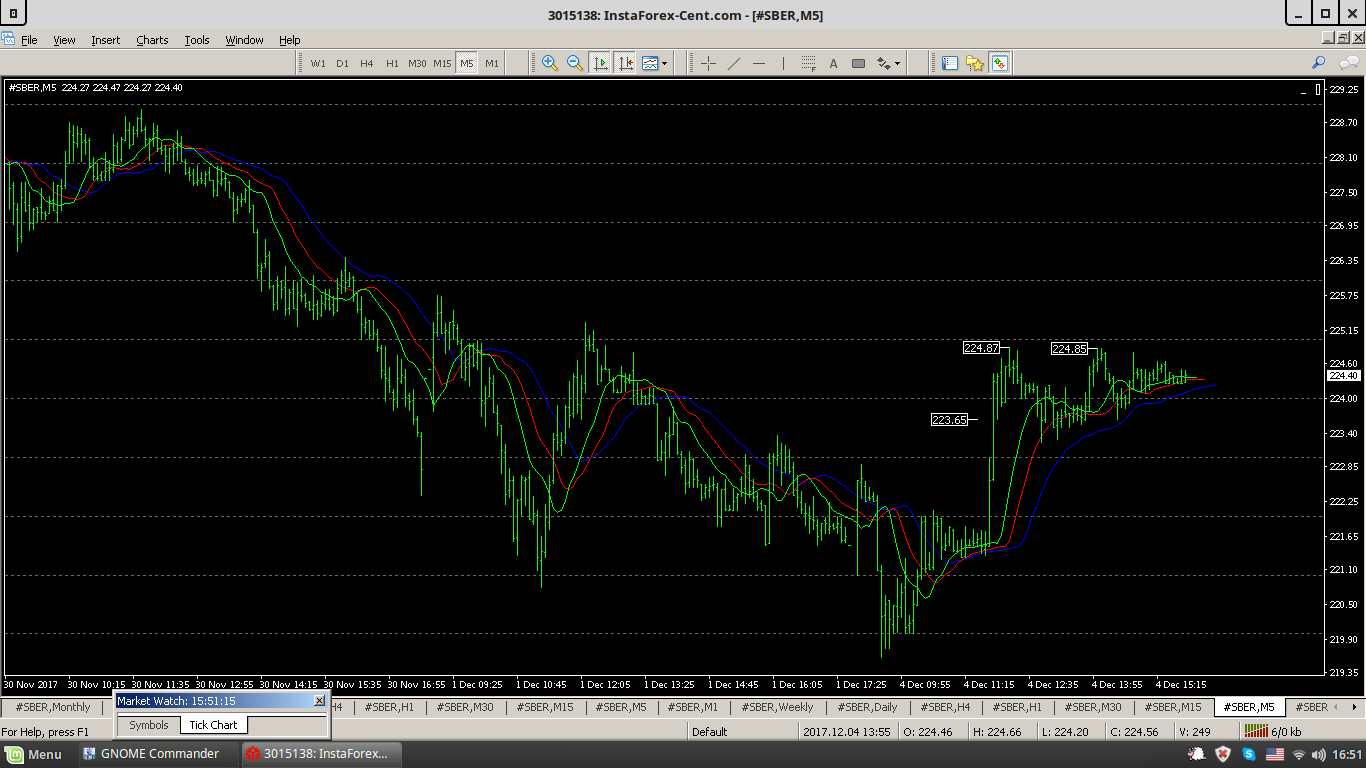 3015138: InstaForex-Cent.com - [#SBER,M5]
File View Insert Charts Tools Window Help
W1 D1 H4 H1 M30 M15 M5 M1 A
#SBER,M5 224.27 224.47 224.27 224.40
229.25
228.70
228.10
227.50
226.95
226.35
225.75
225.15
224.87
224.85
224.60
224.40
224.00
223.65
223.40
222.85
222.25
221.65
221.10
220.50
219.90
219.35
30 Nov 2017 30 Nov 10:15 30 Nov 11:35 30 Nov 12:55 30 Nov 14:15 30 Nov 15:35 30 Nov 16:55 1 Dec 09:25 1 Dec 10:45 1 Dec 12:05 1 Dec 13:25 1 Dec 14:45 1 Dec 16:05 1 Dec 17:25 4 Dec 09:55 4 Dec 11:15 4 Dec 12:35 4 Dec 13:55 4 Dec 15:15
Market Watch: 15:51:15
Symbols Tick Chart
#SBER,Monthly H4 #SBER,H1 #SBER,M30 #SBER,M15 #SBER,M5 #SBER,M1 #SBER,Weekly #SBER,Daily #SBER,H4 #SBER,H1 #SBER,M30 #SBER,M15 #SBER,M5 #SBER
For Help, press F1 Default 2017.12.04 13:55 O: 224.46 H: 224.66 L: 224.20 C: 224.56 V: 249 6/0 kb
Menu GNOME Commander 3015138: InstaForex... 16:51